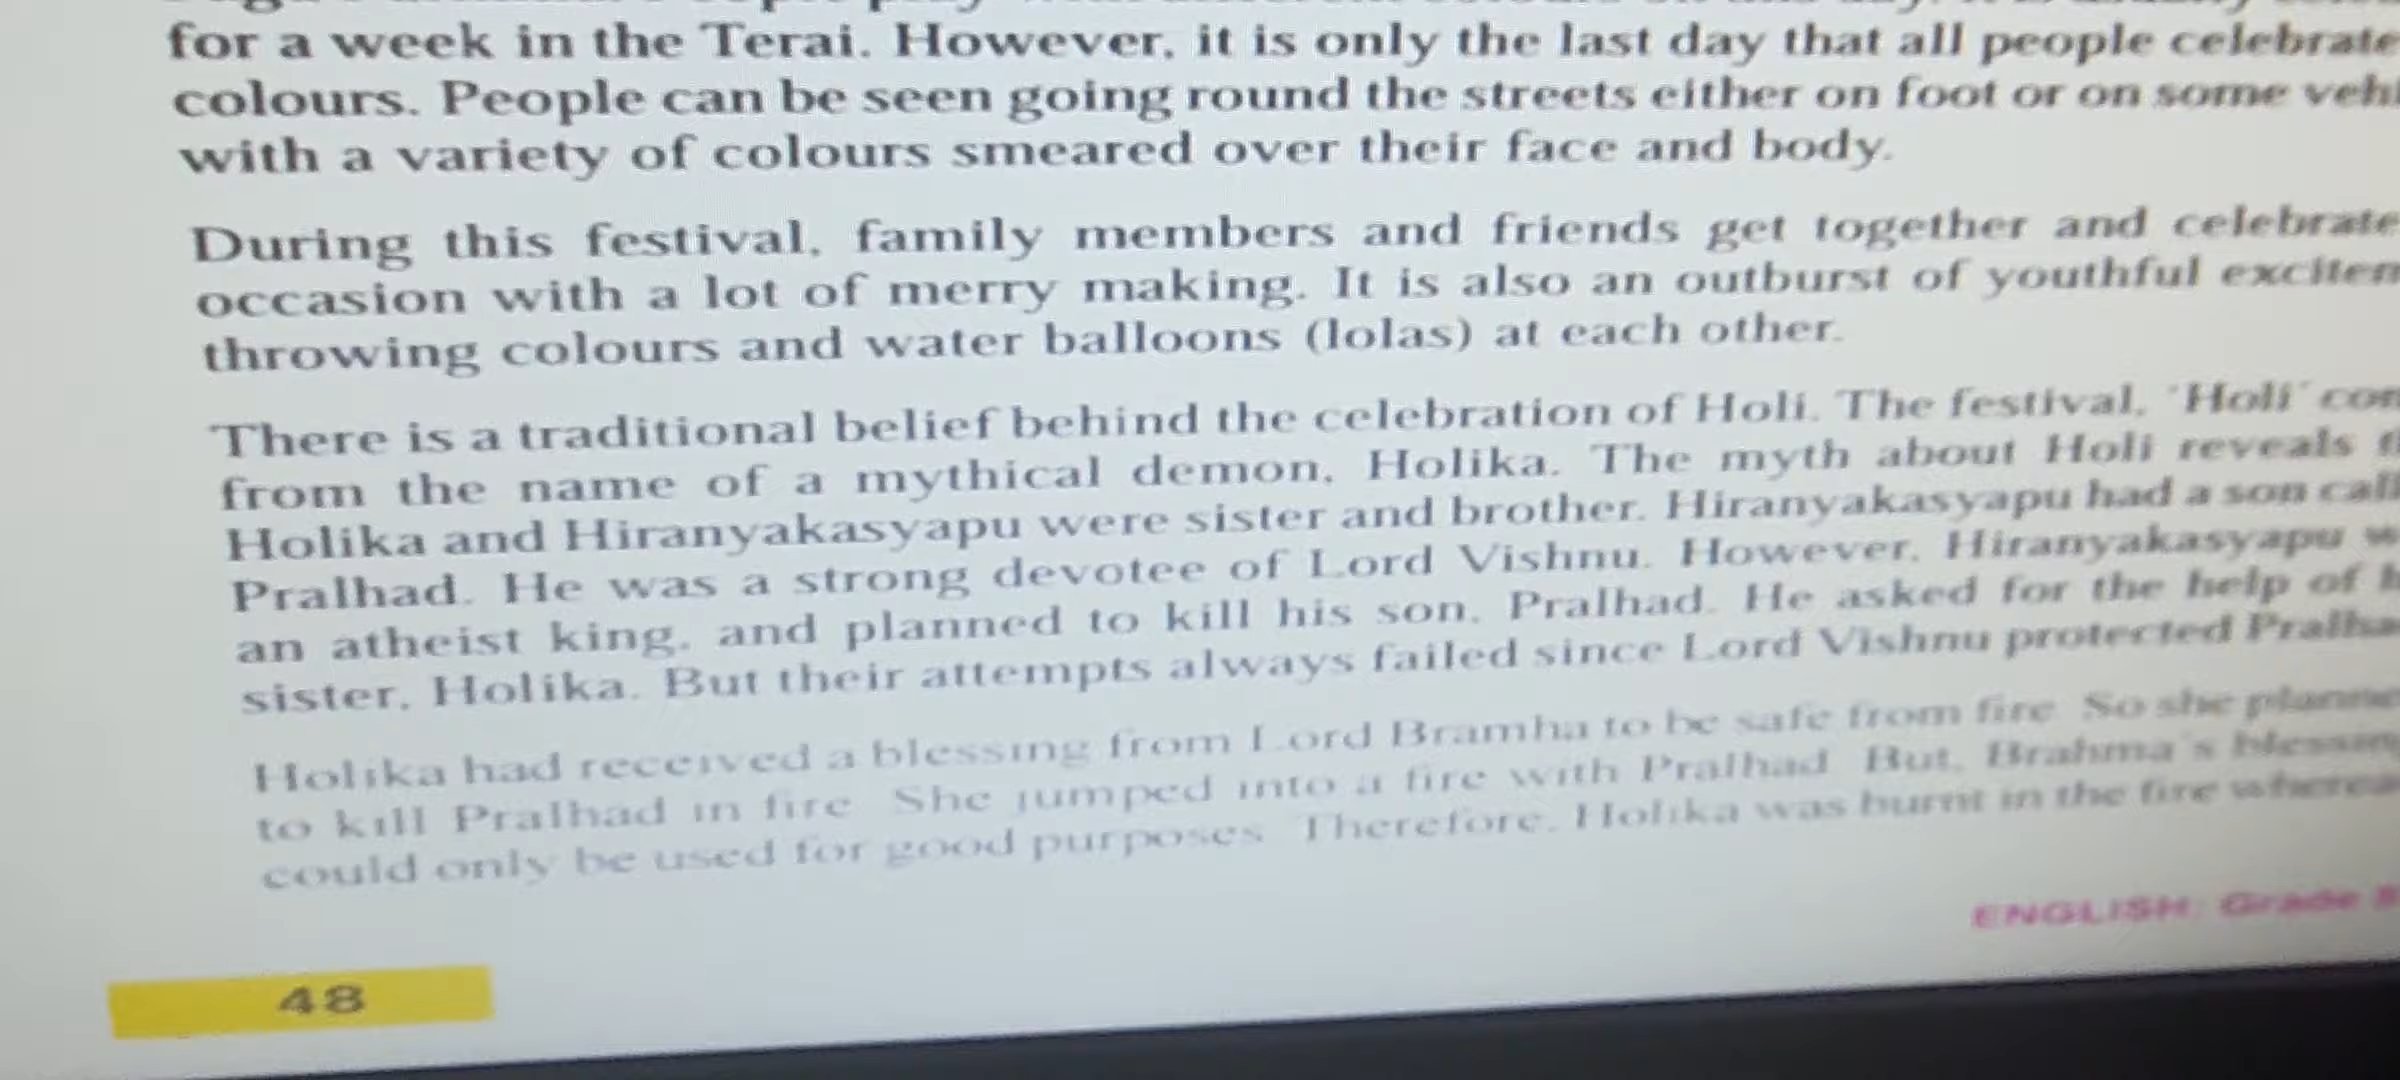 for a week in the Terai. However, it is only the last day that all people celebrate
colours. People can be seen going round the streets either on foot or on some
with a variety of colours smeared over their face and body.
During this festival, family members and friends get together and celebrate
occasion with a lot of merry making. It is also an outburst of youthful
throwing colours and water balloons (lolas) at each other.
There is a traditional belief behind the celebration of Holi. The festival, 'Holi'
from the name of a mythical demon, Holika. The myth about Holi reveals
Holika and Hiranyakasyapu were sister and brother. Hiranyakasyapu had a son
Pralhad. He was a strong devotee of Lord Vishnu. However, Hiranyakasyapu
an atheist king, and planned to kill his son, Pralhad. He asked for the help of
sister, Holika. But their attempts always failed since Lord Vishnu protected
Holika had received a blessing from Lord Bramha to be safe from fire. So she
to kill Pralhad in fire. She jumped into a fire with Pralhad. But, Brahma's
could only be used for good purposes. Therefore, Holika was burnt in the fire
ENGLISH: Grade
48